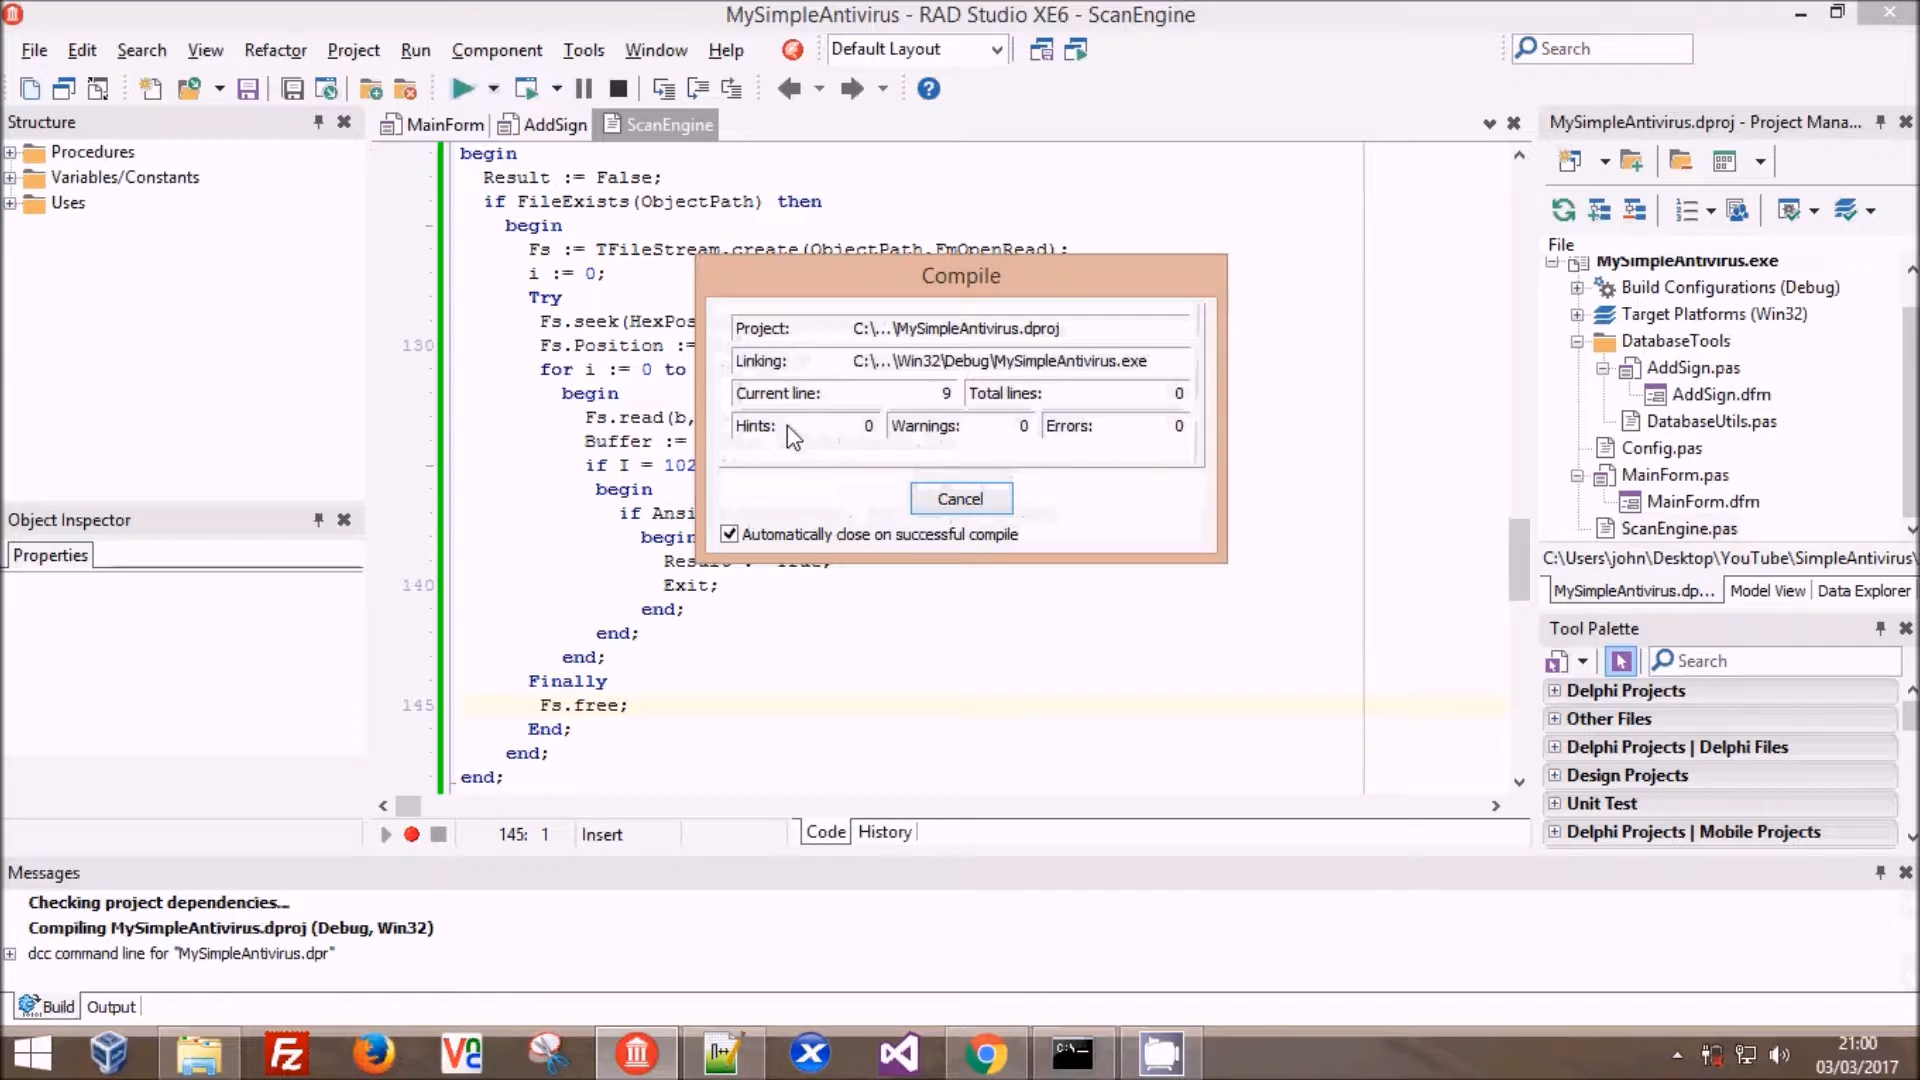 MySimpleAntivirus - RAD Studio XE6 - ScanEngine
File Edit Search View Refactor Project Run Component Tools Window Help
Default Layout
Search
Structure
Procedures
Variables/Constants
Uses
Object Inspector
Properties
MainForm AddSign ScanEngine
begin
Result := False;
if FileExists(ObjectPath) then
begin
Fs := TFileStream.create(ObjectPath,FmOpenRead);
i := 0;
Try
Fs.seek(HexPos
130 Fs.Position :=
for i := 0 to
begin
Fs.read(b,
Buffer :=
if I = 102
begin
if Ansi
begin
Result := True;
140 Exit;
end;
end;
end;
Finally
145 Fs.free;
End;
end;
end;
Compile
Project: C:\...\MySimpleAntivirus.dproj
Linking: C:\...\Win32\Debug\MySimpleAntivirus.exe
Current line: 9 Total lines: 0
Hints: 0 Warnings: 0 Errors: 0
Cancel
Automatically close on successful compile
145: 1 Insert
Code History
MySimpleAntivirus.dproj - Project Mana...
File
MySimpleAntivirus.exe
Build Configurations (Debug)
Target Platforms (Win32)
DatabaseTools
AddSign.pas
AddSign.dfm
DatabaseUtils.pas
Config.pas
MainForm.pas
MainForm.dfm
ScanEngine.pas
C:\Users\john\Desktop\YouTube\SimpleAntivirus\
MySimpleAntivirus.dp... Model View Data Explorer
Tool Palette
Search
Delphi Projects
Other Files
Delphi Projects | Delphi Files
Design Projects
Unit Test
Delphi Projects | Mobile Projects
Messages
Checking project dependencies...
Compiling MySimpleAntivirus.dproj (Debug, Win32)
dcc command line for "MySimpleAntivirus.dpr"
Build Output
21:00
03/03/2017